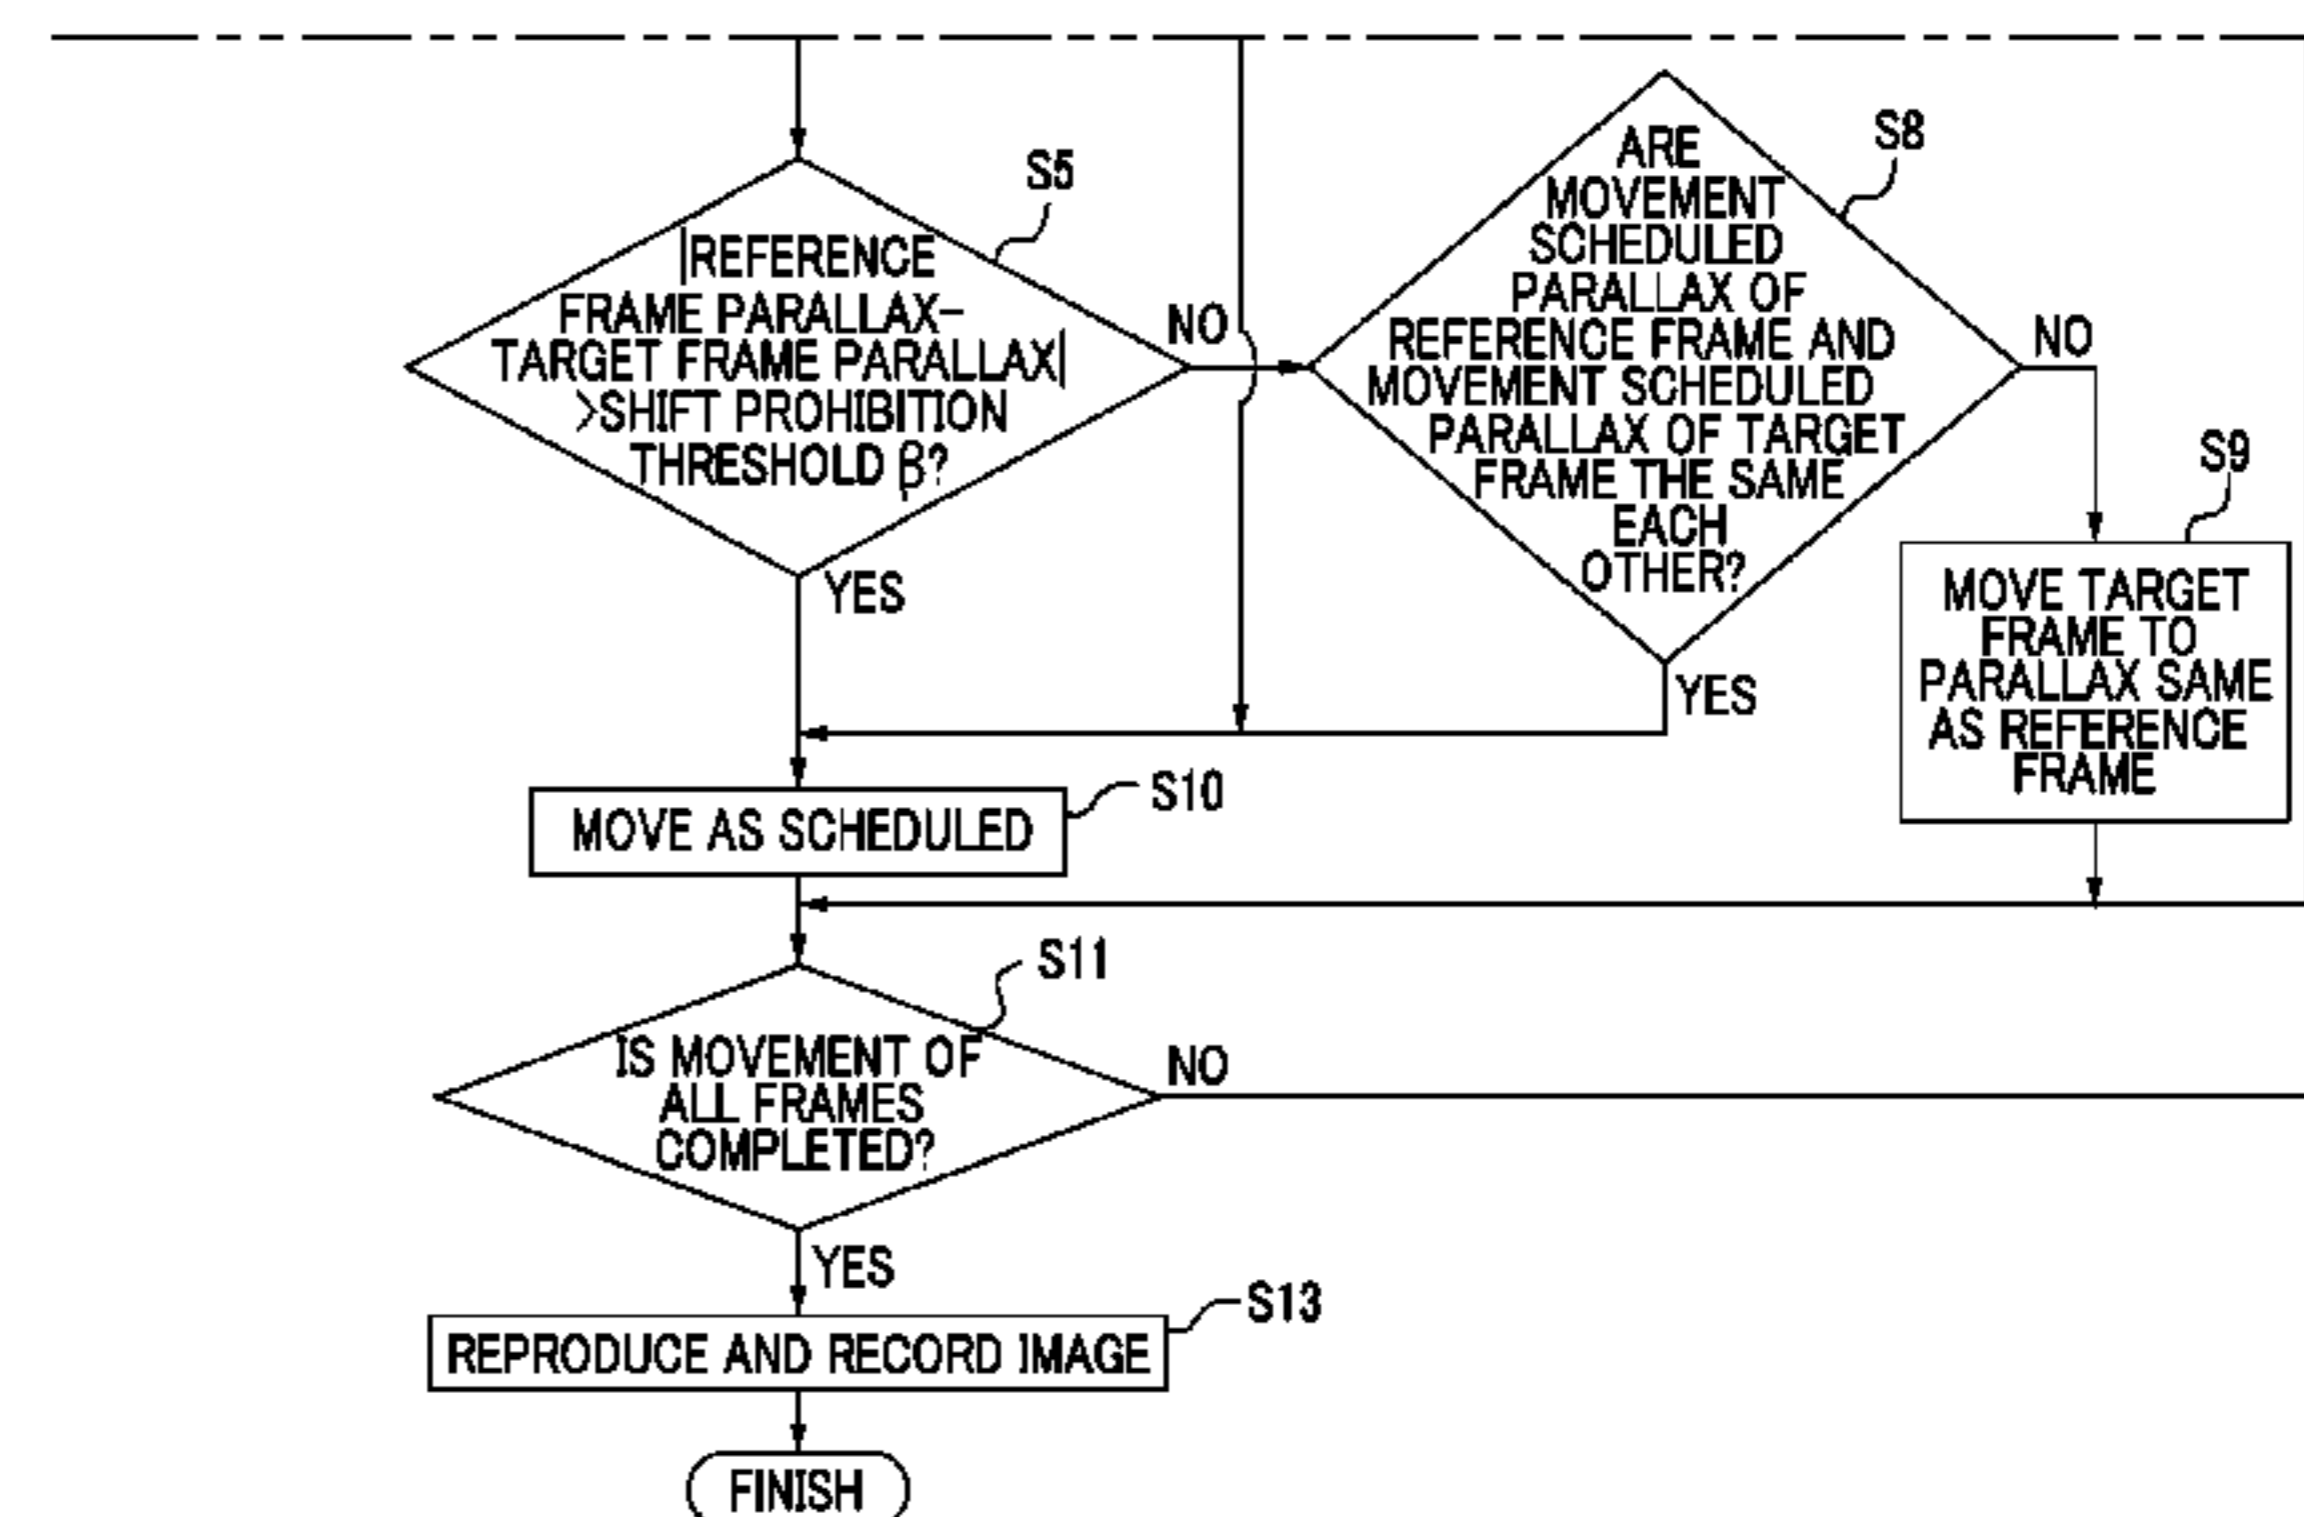 S5
|REFERENCE
FRAME PARALLAX-
TARGET FRAME PARALLAX|
>SHIFT PROHIBITION
THRESHOLD β?
NO
YES
S8
ARE
MOVEMENT
SCHEDULED
PARALLAX OF
REFERENCE FRAME AND
MOVEMENT SCHEDULED
PARALLAX OF TARGET
FRAME THE SAME
EACH
OTHER?
NO
YES
S9
MOVE TARGET
FRAME TO
PARALLAX SAME
AS REFERENCE
FRAME
S10
MOVE AS SCHEDULED
S11
IS MOVEMENT OF
ALL FRAMES
COMPLETED?
NO
YES
S13
REPRODUCE AND RECORD IMAGE
FINISH